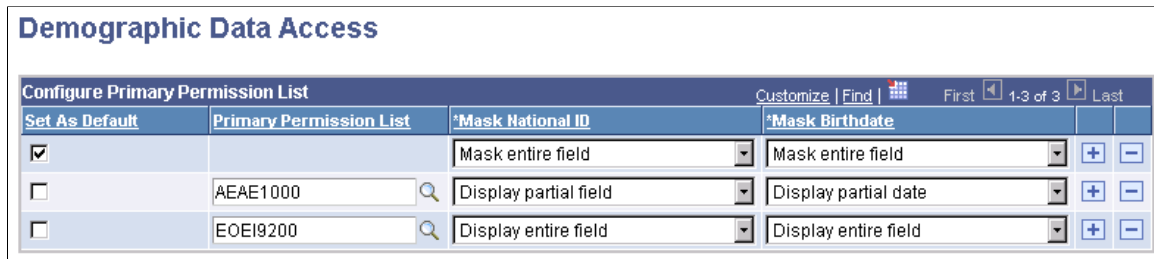 Demographic Data Access
Configure Primary Permission List Customize | Find | First 1-3 of 3 Last
Set As Default Primary Permission List *Mask National ID *Mask Birthdate
Mask entire field Mask entire field
AEAE1000 Display partial field Display partial date
EOEI9200 Display entire field Display entire field